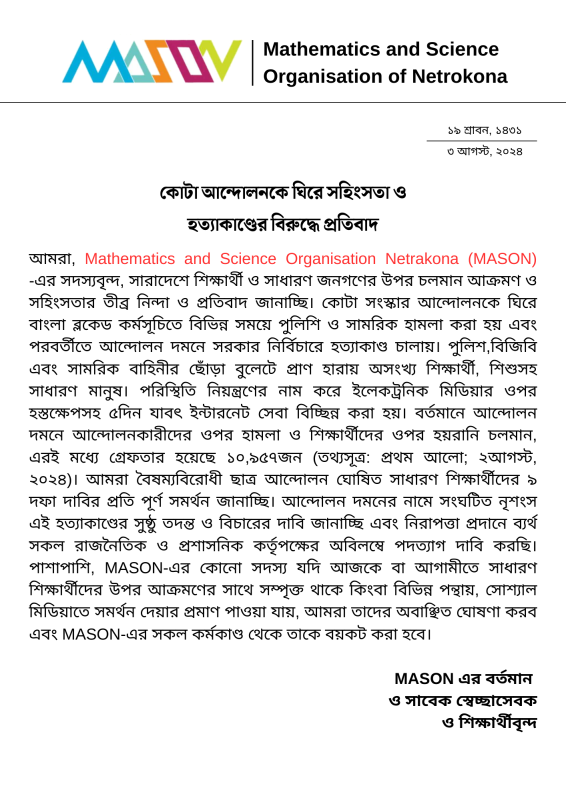 MASON
Mathematics and Science
Organisation of Netrokona
১৯ শ্রাবন, ১৪৩১
৩ আগস্ট, ২০২৪
কোটা আন্দোলনকে ঘিরে সহিংসতা ও
হত্যাকাণ্ডের বিরুদ্ধে প্রতিবাদ
আমরা, Mathematics and Science Organisation Netrakona (MASON)
-এর সদস্যবৃন্দ, সারাদেশে শিক্ষার্থী ও সাধারণ জনগণের উপর চলমান আক্রমণ ও
সহিংসতার তীব্র নিন্দা ও প্রতিবাদ জানাচ্ছি। কোটা সংস্কার আন্দোলনকে ঘিরে
বাংলা ব্লকেড কর্মসূচিতে বিভিন্ন সময়ে পুলিশি ও সামরিক হামলা করা হয় এবং
পরবর্তীতে আন্দোলন দমনে সরকার নির্বিচারে হত্যাকাণ্ড চালায়। পুলিশ,বিজিবি
এবং সামরিক বাহিনীর ছোঁড়া বুলেটে প্রাণ হারায় অসংখ্য শিক্ষার্থী, শিশুসহ
সাধারণ মানুষ। পরিস্থিতি নিয়ন্ত্রণের নাম করে ইলেকট্রনিক মিডিয়ার ওপর
হস্তক্ষেপসহ ৫দিন যাবৎ ইন্টারনেট সেবা বিচ্ছিন্ন করা হয়। বর্তমানে আন্দোলন
দমনে আন্দোলনকারীদের ওপর হামলা ও শিক্ষার্থীদের ওপর হয়রানি চলমান,
এরই মধ্যে গ্রেফতার হয়েছে ১০,৯৫৭জন (তথ্যসূত্র: প্রথম আলো; ২আগস্ট,
২০২৪)। আমরা বৈষম্যবিরোধী ছাত্র আন্দোলন ঘোষিত সাধারণ শিক্ষার্থীদের ৯
দফা দাবির প্রতি পূর্ণ সমর্থন জানাচ্ছি। আন্দোলন দমনের নামে সংঘটিত নৃশংস
এই হত্যাকাণ্ডের সুষ্ঠু তদন্ত ও বিচারের দাবি জানাচ্ছি এবং নিরাপত্তা প্রদানে ব্যর্থ
সকল রাজনৈতিক ও প্রশাসনিক কর্তৃপক্ষের অবিলম্বে পদত্যাগ দাবি করছি।
পাশাপাশি, MASON-এর কোনো সদস্য যদি আজকে বা আগামীতে সাধারণ
শিক্ষার্থীদের উপর আক্রমণের সাথে সম্পৃক্ত থাকে কিংবা বিভিন্ন পন্থায়, সোশ্যাল
মিডিয়াতে সমর্থন দেয়ার প্রমাণ পাওয়া যায়, আমরা তাদের অবাঞ্ছিত ঘোষণা করব
এবং MASON-এর সকল কর্মকাণ্ড থেকে তাকে বয়কট করা হবে।
MASON এর বর্তমান
ও সাবেক স্বেচ্ছাসেবক
ও শিক্ষার্থীবৃন্দ